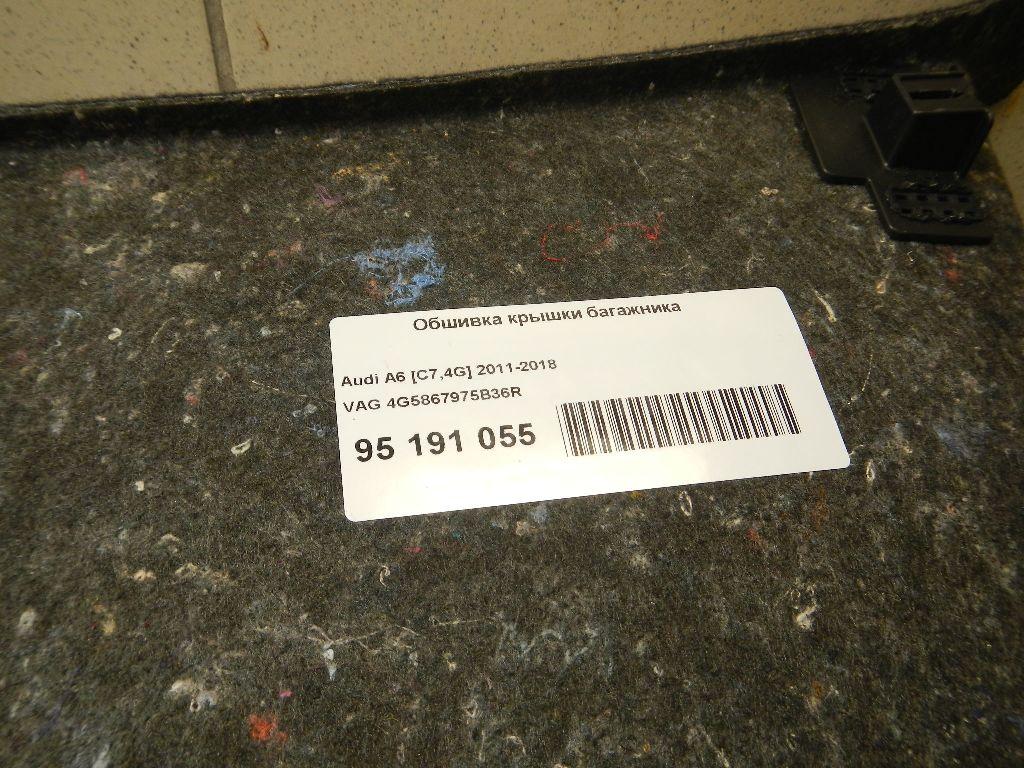 Обшивка крышки багажника
Audi A6 [C7,4G] 2011-2018
VAG 4G5867975B36R
95 191 055